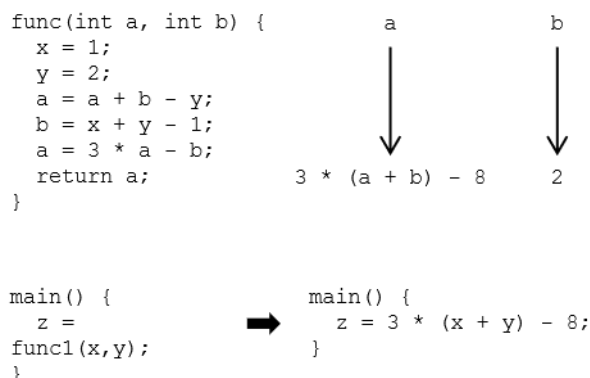 func(int a, int b) {
x = 1;
y = 2;
a = a + b - y;
b = x + y - 1;
a = 3 * a - b;
return a;
}
a b
3 * (a + b) - 8 2
main() {
z =
func1(x,y);
}
main() {
z = 3 * (x + y) - 8;
}